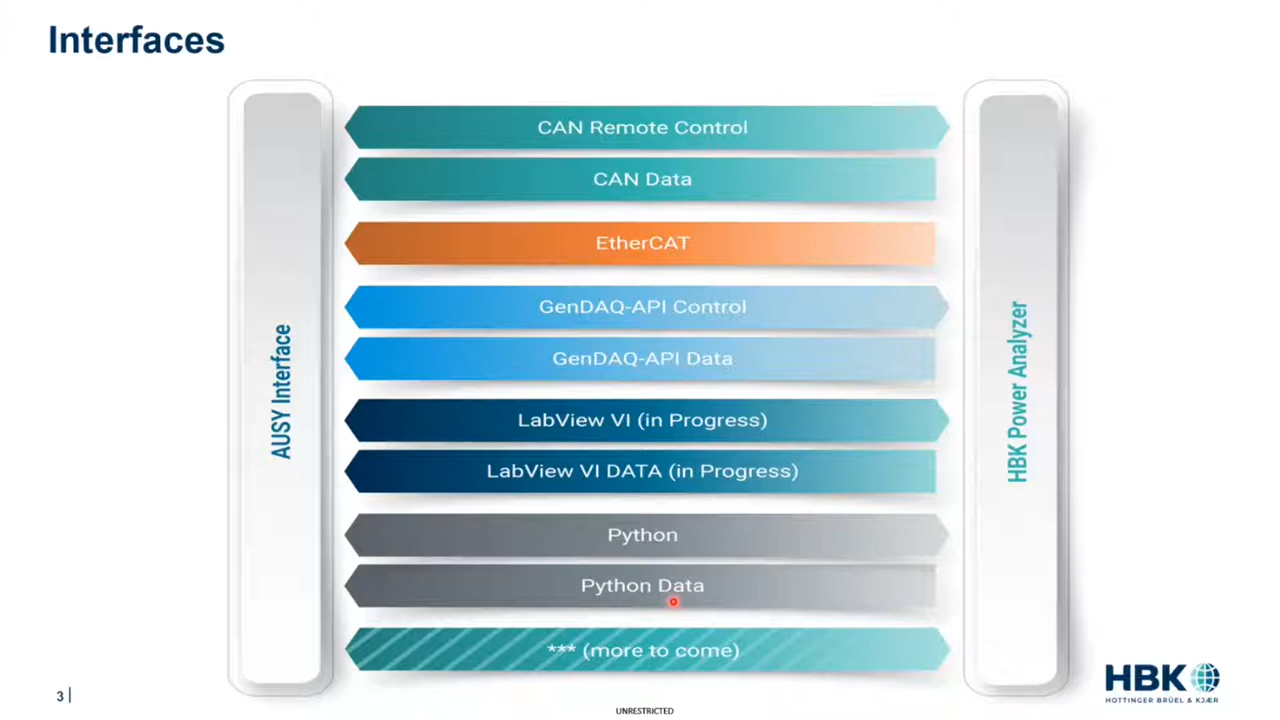 Interfaces
AUSY Interface
CAN Remote Control
CAN Data
EtherCAT
GenDAQ-API Control
GenDAQ-API Data
LabView VI (in Progress)
LabView VI DATA (in Progress)
Python
Python Data
*** (more to come)
HBK Power Analyzer
3 |
UNRESTRICTED
HBK
HOTTINGER BRÜEL & KJÆR